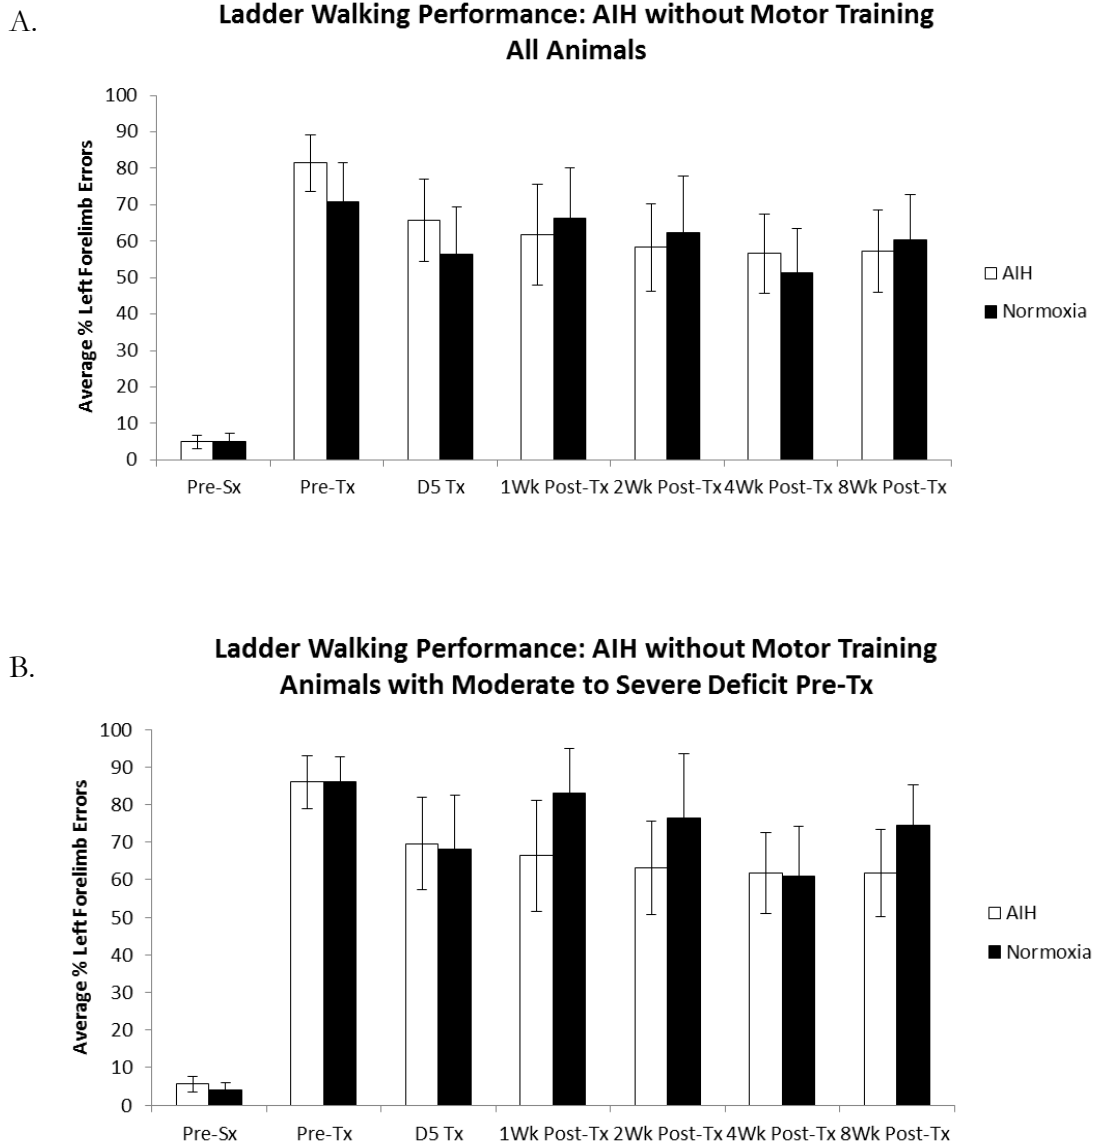 A.
Ladder Walking Performance: AIH without Motor Training
All Animals
Average % Left Forelimb Errors
100
90
80
70
60
50
40
30
20
10
0
Pre-Sx Pre-Tx D5 Tx 1Wk Post-Tx 2Wk Post-Tx 4Wk Post-Tx 8Wk Post-Tx
AIH
Normoxia
B.
Ladder Walking Performance: AIH without Motor Training
Animals with Moderate to Severe Deficit Pre-Tx
Average % Left Forelimb Errors
100
90
80
70
60
50
40
30
20
10
0
Pre-Sx Pre-Tx D5 Tx 1Wk Post-Tx 2Wk Post-Tx 4Wk Post-Tx 8Wk Post-Tx
AIH
Normoxia